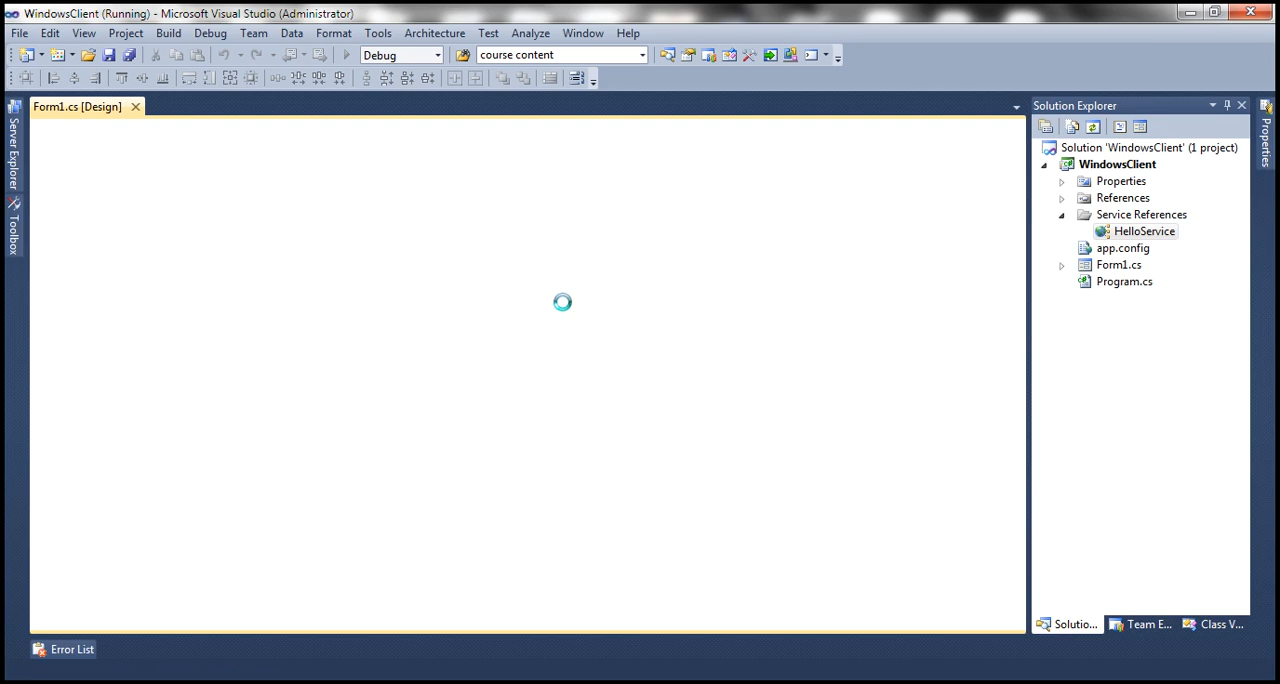 WindowsClient (Running) - Microsoft Visual Studio (Administrator)
File Edit View Project Build Debug Team Data Format Tools Architecture Test Analyze Window Help
Debug course content
Form1.cs [Design]
Server Explorer
Toolbox
Solution Explorer
Solution 'WindowsClient' (1 project)
WindowsClient
Properties
References
Service References
HelloService
app.config
Form1.cs
Program.cs
Solutio... Team E... Class V...
Properties
Error List